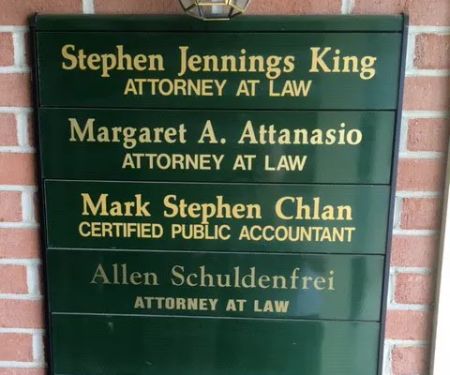 Stephen Jennings King
ATTORNEY AT LAW
Margaret A. Attanasio
ATTORNEY AT LAW
Mark Stephen Chlan
CERTIFIED PUBLIC ACCOUNTANT
Allen Schuldenfrei
ATTORNEY AT LAW